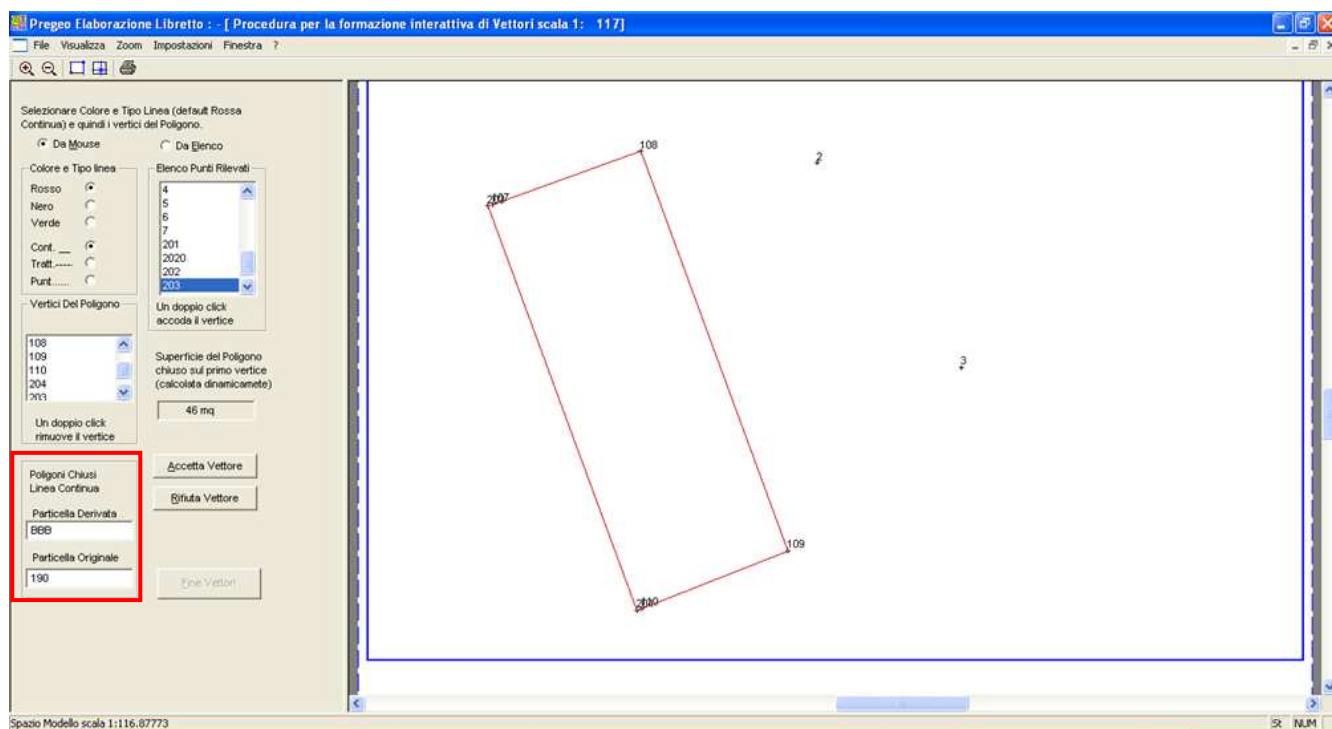 Pregeo Elaborazione Libretto : - [ Procedura per la formazione interattiva di Vettori scala 1: 117]
File Visualizza Zoom Impostazioni Finestra ?
Selezionare Colore e Tipo Linea (default Rossa
Continua) e quindi i vertici del Poligono.
Da Mouse
Da Elenco
Colore e Tipo linea
Rosso
Nero
Verde
Cont. __
Tratt.-----
Punt......
Elenco Punti Rilevati
4
5
6
7
201
2020
202
203
Un doppio click
accoda il vertice
Vertici Del Poligono
108
109
110
204
203
Un doppio click
rimuove il vertice
Superficie del Poligono
chiuso sul primo vertice
(calcolata dinamicamete)
46 mq
Poligoni Chiusi
Linea Continua
Particella Derivata
BBB
Particella Originale
190
Accetta Vettore
Rifiuta Vettore
Fine Vettori
108
107
2
3
109
110
Spazio Modello scala 1:116.87773
St NUM